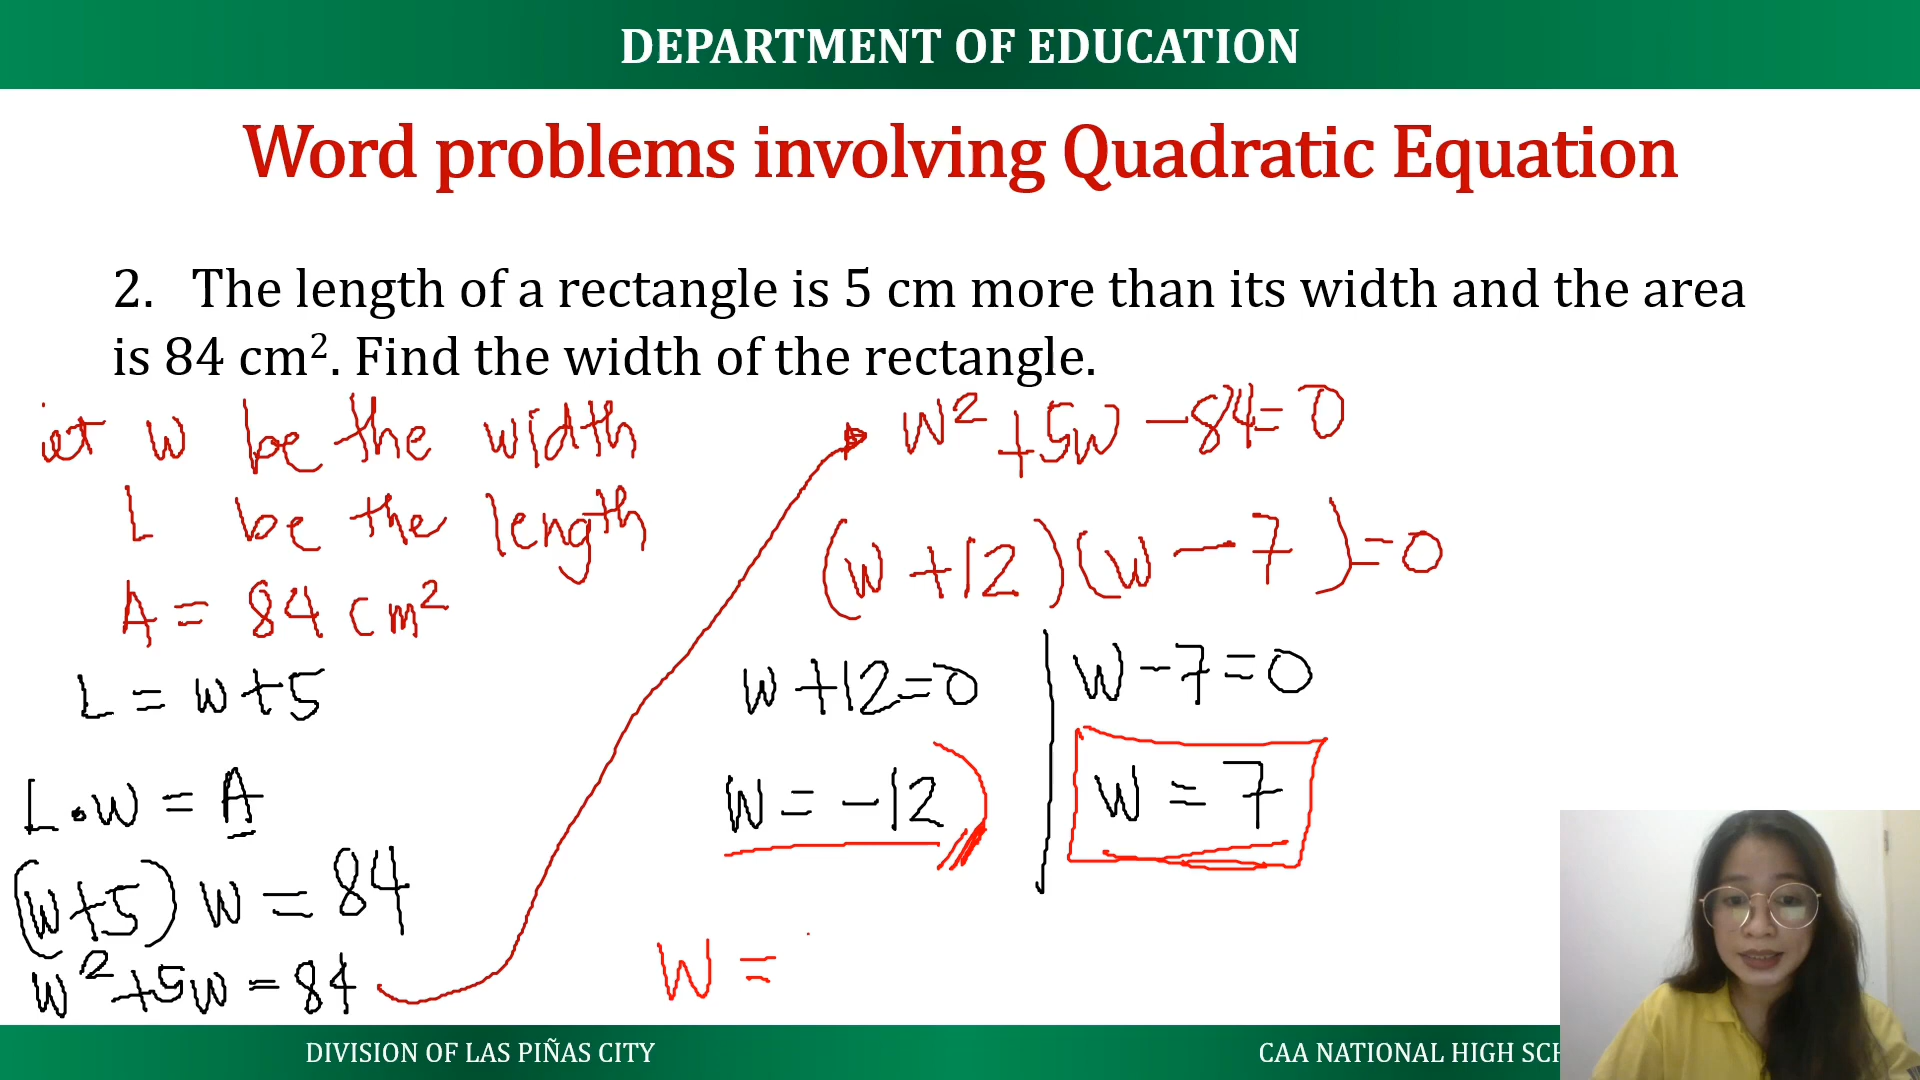 DEPARTMENT OF EDUCATION
Word problems involving Quadratic Equation
2. The length of a rectangle is 5 cm more than its width and the area
is 84 cm². Find the width of the rectangle.
let w be the width
L be the length
A = 84 cm²
L = w+5
L • w = A
(w+5) w = 84
w²+5w = 84
w² +5w - 84 = 0
(w + 12)(w - 7) = 0
w + 12 = 0
w - 7 = 0
w = -12
w = 7
w =
DIVISION OF LAS PIÑAS CITY
CAA NATIONAL HIGH